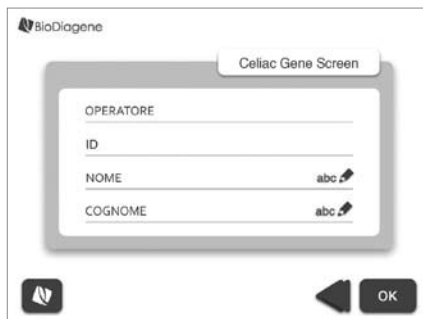 BioDiagene
Celiac Gene Screen
OPERATORE
ID
NOME abc
COGNOME abc
OK